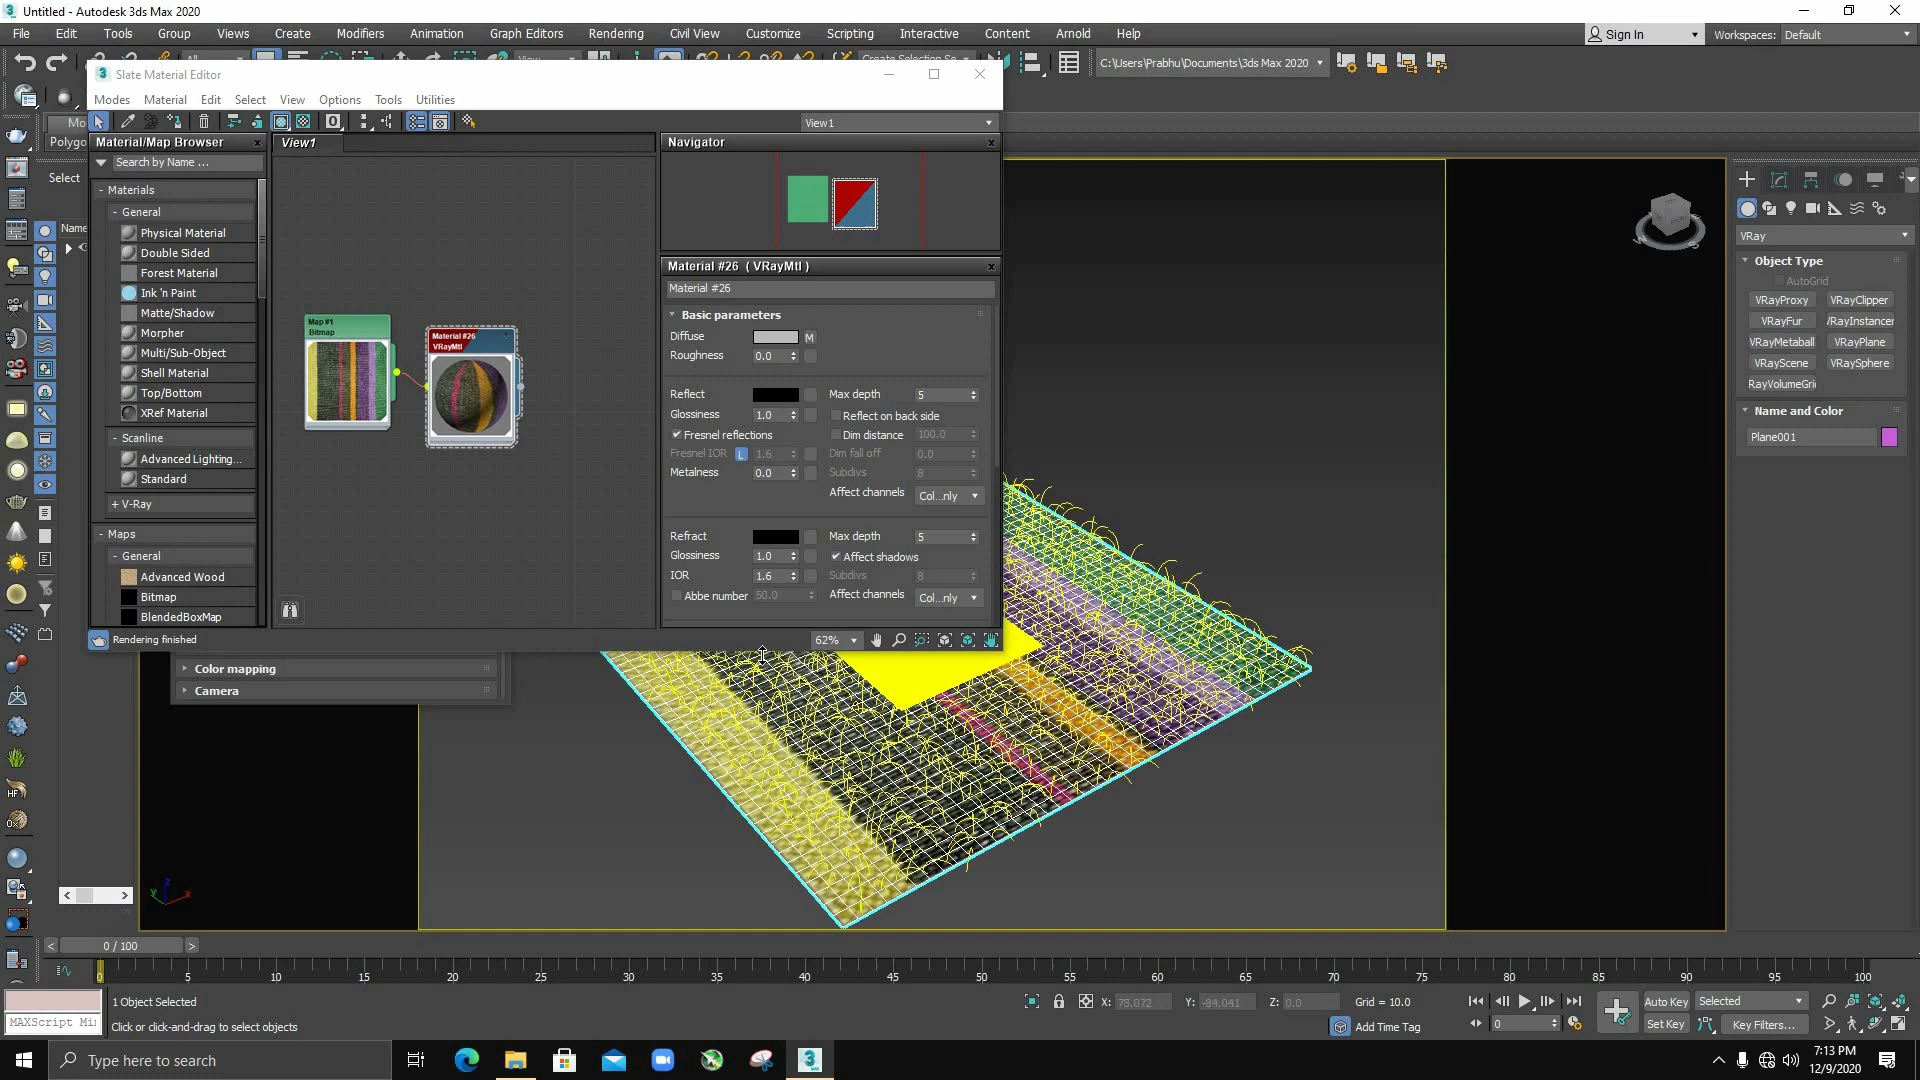 Untitled - Autodesk 3ds Max 2020
File Edit Tools Group Views Create Modifiers Animation Graph Editors Rendering Civil View Customize Scripting Interactive Content Arnold Help
Sign In
Workspaces: Default
C:\Users\Prabhu\Documents\3ds Max 2020
Slate Material Editor
Modes Material Edit Select View Options Tools Utilities
View1
Mo
Polygo
Select
Name
Material/Map Browser
Search by Name ...
- Materials
- General
Physical Material
Double Sided
Forest Material
Ink 'n Paint
Matte/Shadow
Morpher
Multi/Sub-Object
Shell Material
Top/Bottom
XRef Material
- Scanline
Advanced Lighting...
Standard
+ V-Ray
- Maps
- General
Advanced Wood
Bitmap
BlendedBoxMap
Rendering finished
View1
Map #1
Bitmap
Material #26
VRayMtl
Navigator
Material #26 ( VRayMtl )
Material #26
Basic parameters
Diffuse M
Roughness 0.0
Reflect Max depth 5
Glossiness 1.0 Reflect on back side
Fresnel reflections Dim distance 100.0
Fresnel IOR L 1.6 Dim fall off 0.0
Metalness 0.0 Subdivs 8
Affect channels Col...nly
Refract Max depth 5
Glossiness 1.0 Affect shadows
IOR 1.6 Subdivs 8
Abbe number 50.0 Affect channels Col...nly
62%
Color mapping
Camera
VRay
Object Type
AutoGrid
VRayProxy VRayClipper
VRayFur /RayInstancer
VRayMetaball VRayPlane
VRayScene VRaySphere
RayVolumeGri
Name and Color
Plane001
0 / 100
0 5 10 15 20 25 30 35 40 45 50 55 60 65 70 75 80 85 90 95 100
1 Object Selected
Click or click-and-drag to select objects
MAXScript Mi
X: 78.072 Y: -84.041 Z: 0.0 Grid = 10.0
Add Time Tag
0
Auto Key Selected
Set Key Key Filters...
Type here to search
7:13 PM
12/9/2020